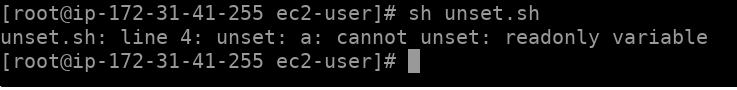 [root@ip-172-31-41-255 ec2-user]# sh unset.sh
unset.sh: line 4: unset: a: cannot unset: readonly variable
[root@ip-172-31-41-255 ec2-user]#